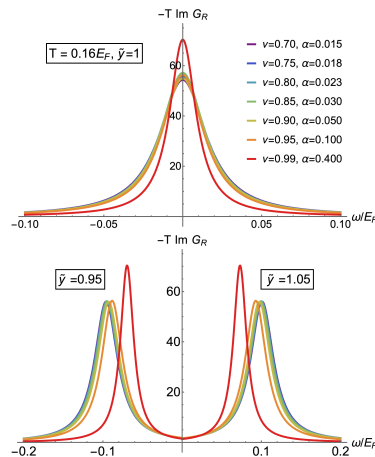 −T Im G_R
T = 0.16E_F, ỹ=1
ν=0.70, α=0.015
ν=0.75, α=0.018
ν=0.80, α=0.023
ν=0.85, α=0.030
ν=0.90, α=0.050
ν=0.95, α=0.100
ν=0.99, α=0.400
60
40
20
−0.10 −0.05 0.00 0.05 0.10 ω/E_F
−T Im G_R
ỹ =0.95 ỹ =1.05
60
40
20
−0.2 −0.1 0.1 0.2 ω/E_F